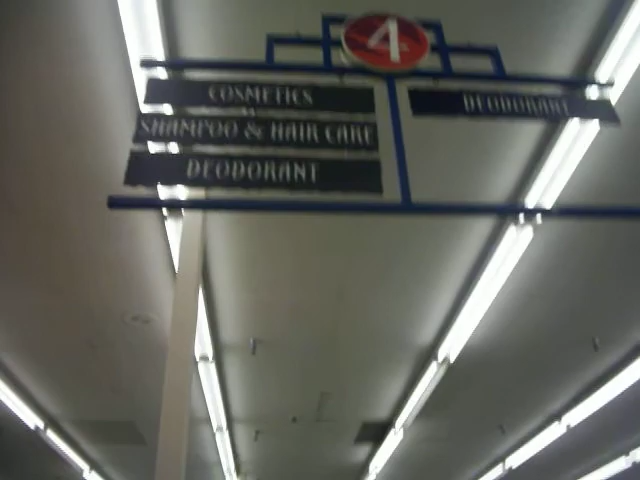 4
COSMETICS
SHAMPOO & HAIR CARE
DEODORANT
DEODORANT